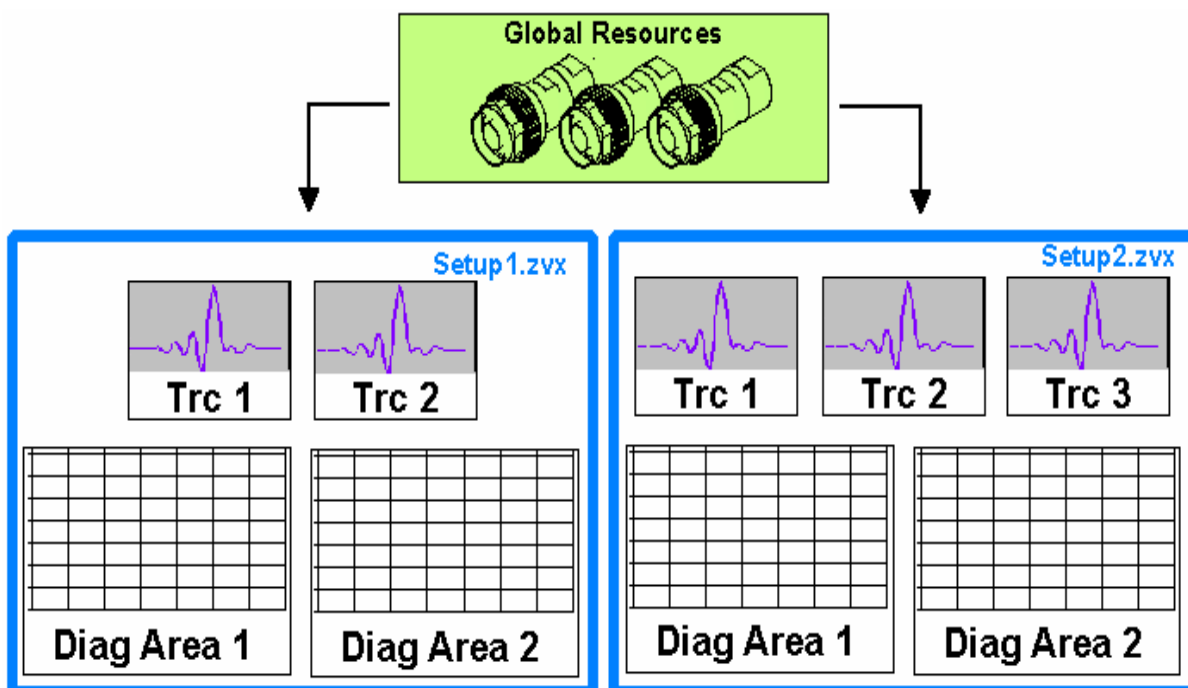 Global Resources
Setup1.zvx
Trc 1
Trc 2
Diag Area 1
Diag Area 2
Setup2.zvx
Trc 1
Trc 2
Trc 3
Diag Area 1
Diag Area 2